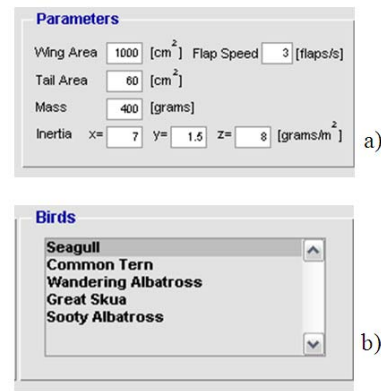 Parameters
Wing Area 1000 [cm²] Flap Speed 3 [flaps/s]
Tail Area 60 [cm²]
Mass 400 [grams]
Inertia x= 7 y= 1.5 z= 8 [grams/m²]
a)
Birds
Seagull
Common Tern
Wandering Albatross
Great Skua
Sooty Albatross
b)